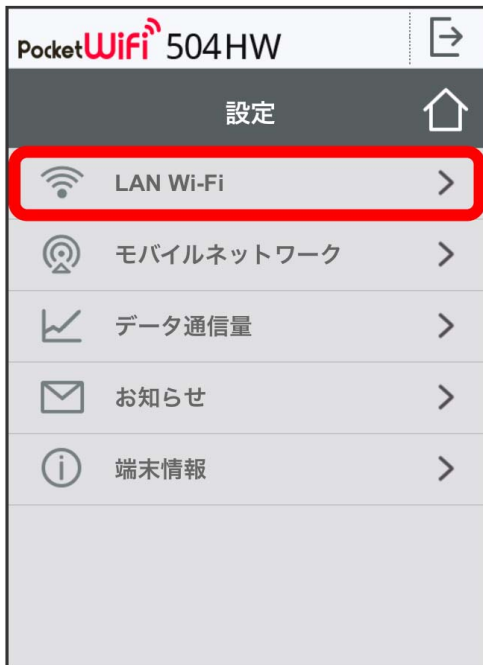 PocketWiFi 504HW
設定
LAN Wi-Fi
モバイルネットワーク
データ通信量
お知らせ
端末情報